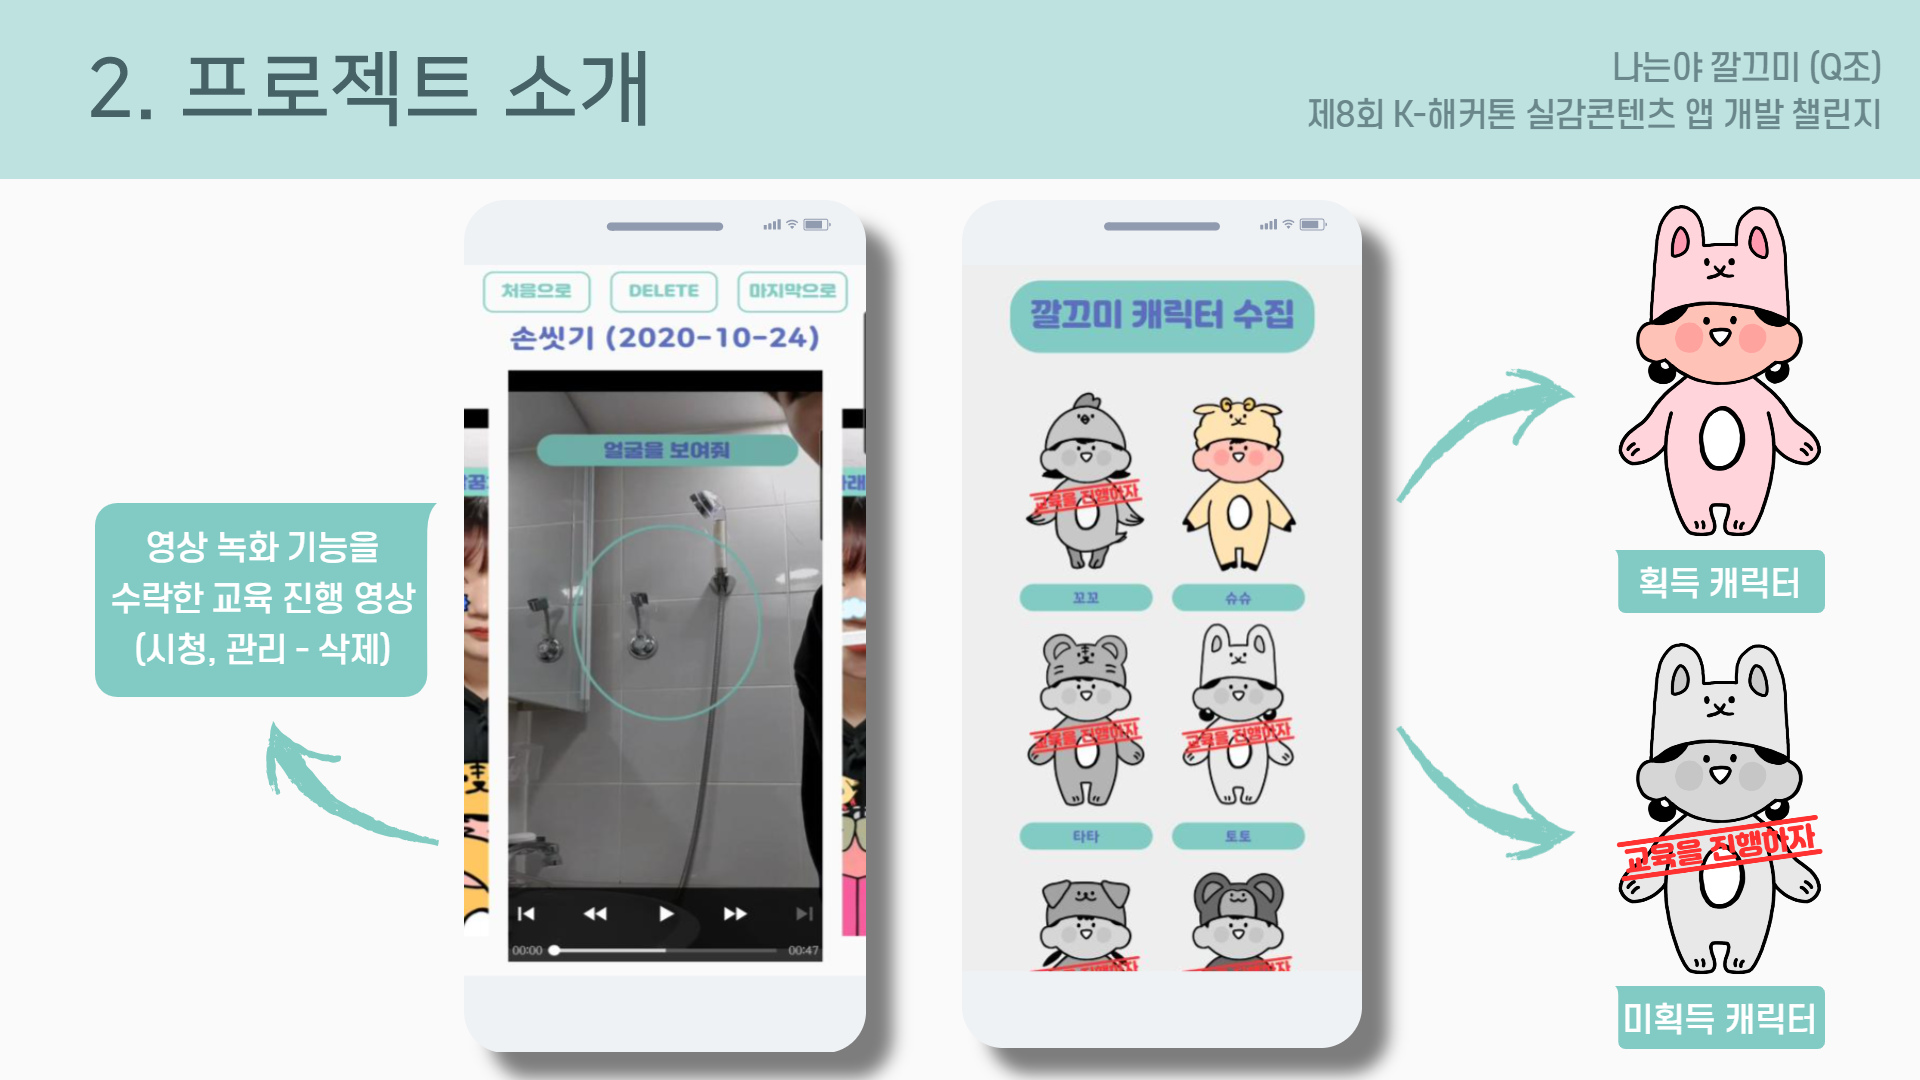 2. 프로젝트 소개
나는야 깔끄미 (Q조)
제8회 K-해커톤 실감콘텐츠 앱 개발 챌린지
영상 녹화 기능을
수락한 교육 진행 영상
(시청, 관리 - 삭제)
처음으로
DELETE
마지막으로
손씻기 (2020-10-24)
얼굴을 보여줘
00:00
00:47
깔끄미 캐릭터 수집
교육을 진행하자
꼬꼬
슈슈
교육을 진행하자
교육을 진행하자
타타
토토
획득 캐릭터
교육을 진행하자
미획득 캐릭터